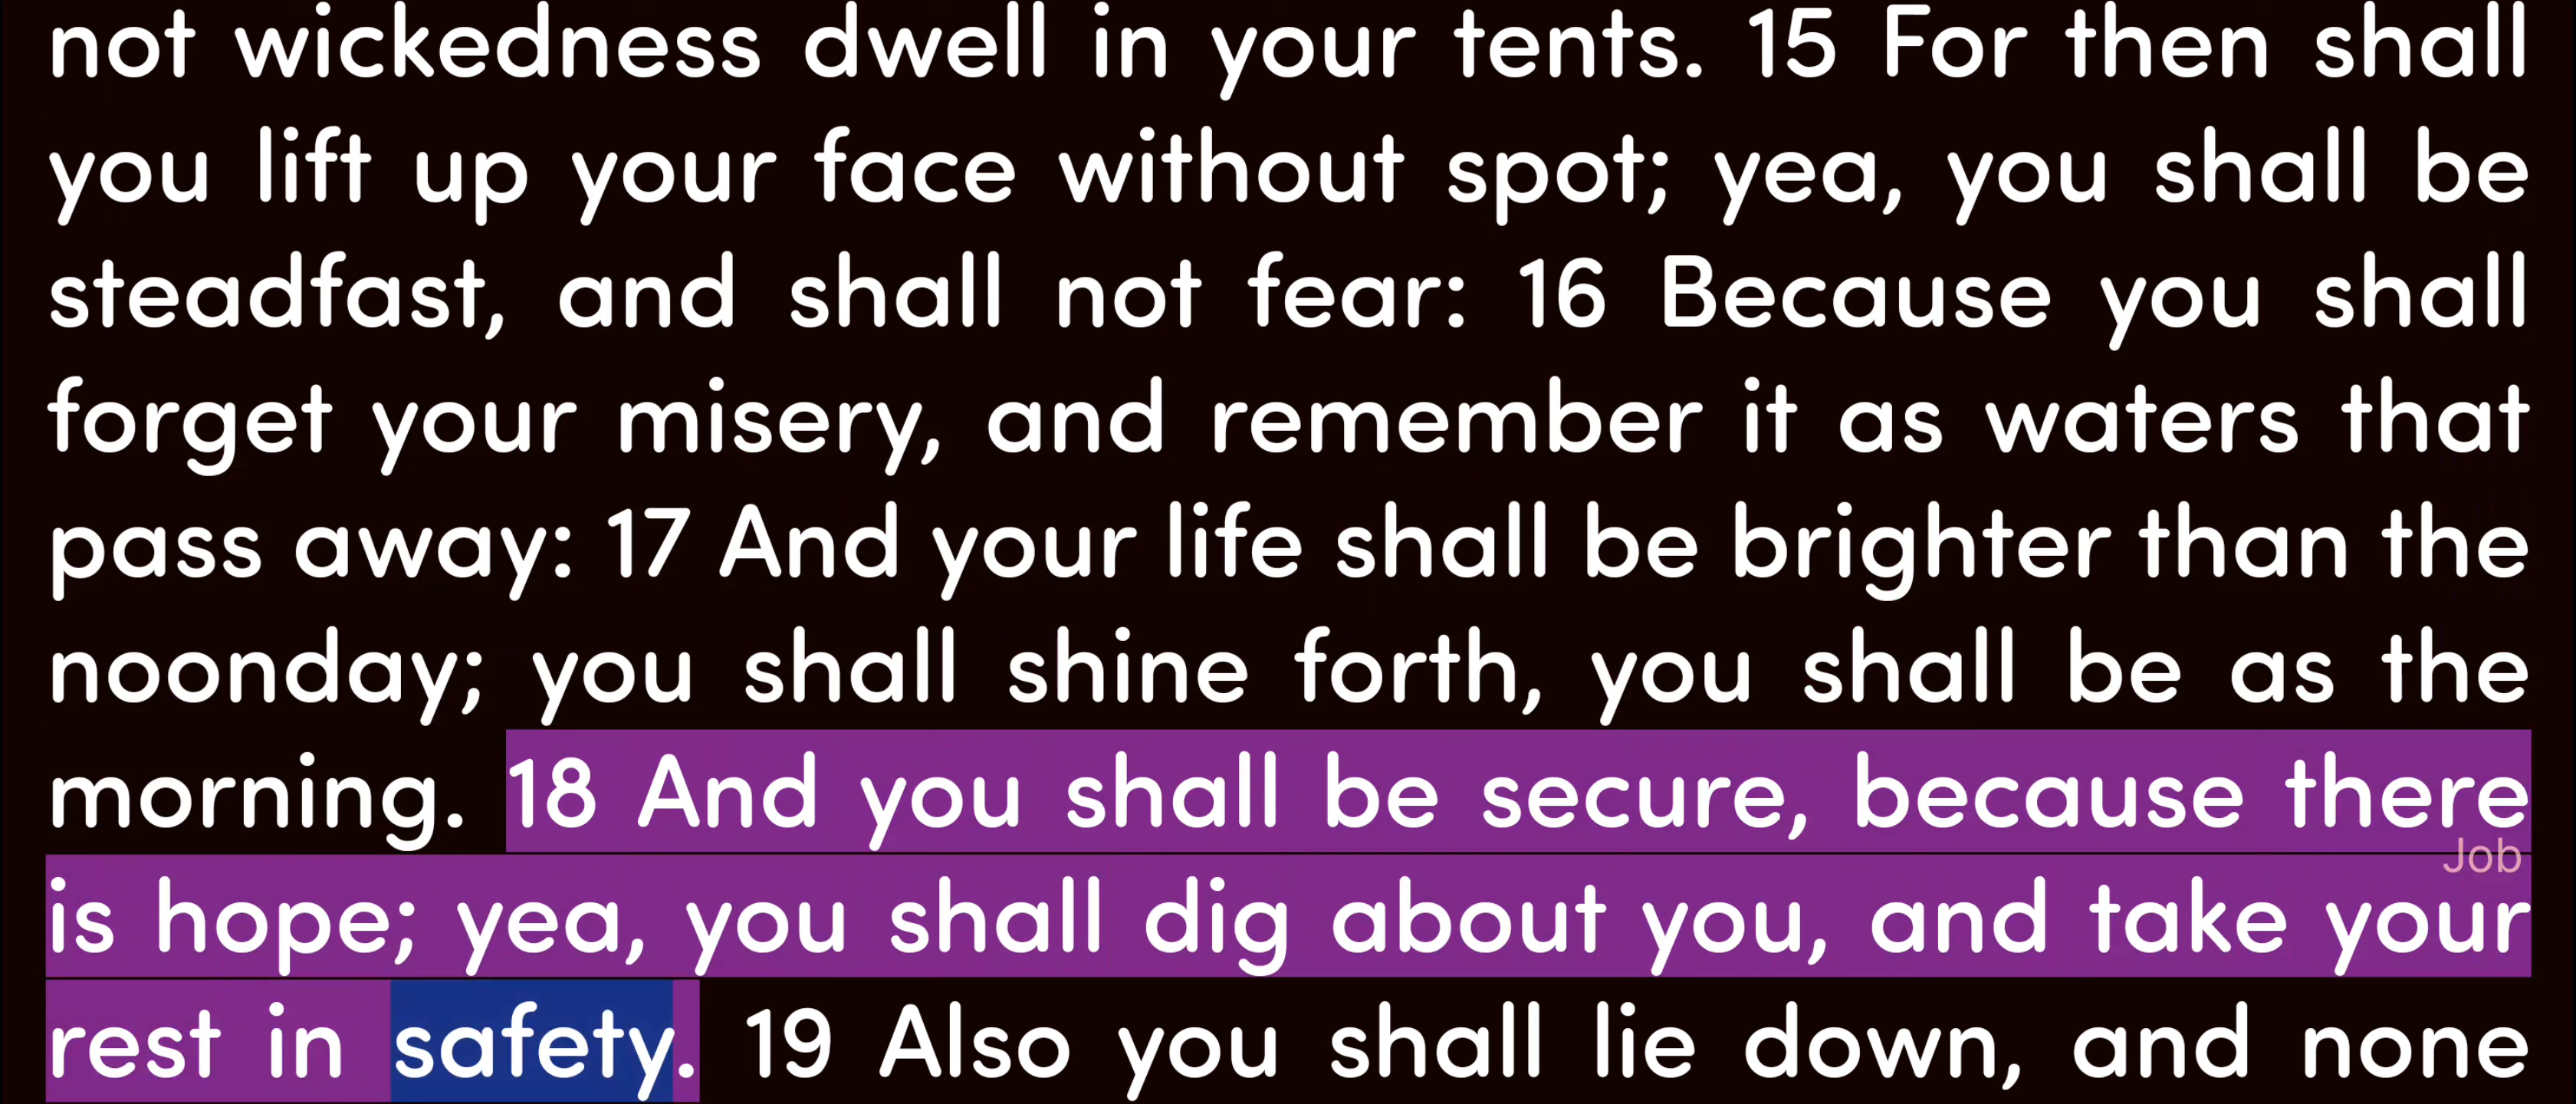 not wickedness dwell in your tents. 15 For then shall
you lift up your face without spot; yea, you shall be
steadfast, and shall not fear: 16 Because you shall
forget your misery, and remember it as waters that
pass away: 17 And your life shall be brighter than the
noonday; you shall shine forth, you shall be as the
morning. 18 And you shall be secure, because there
Job
is hope; yea, you shall dig about you, and take your
rest in safety. 19 Also you shall lie down, and none